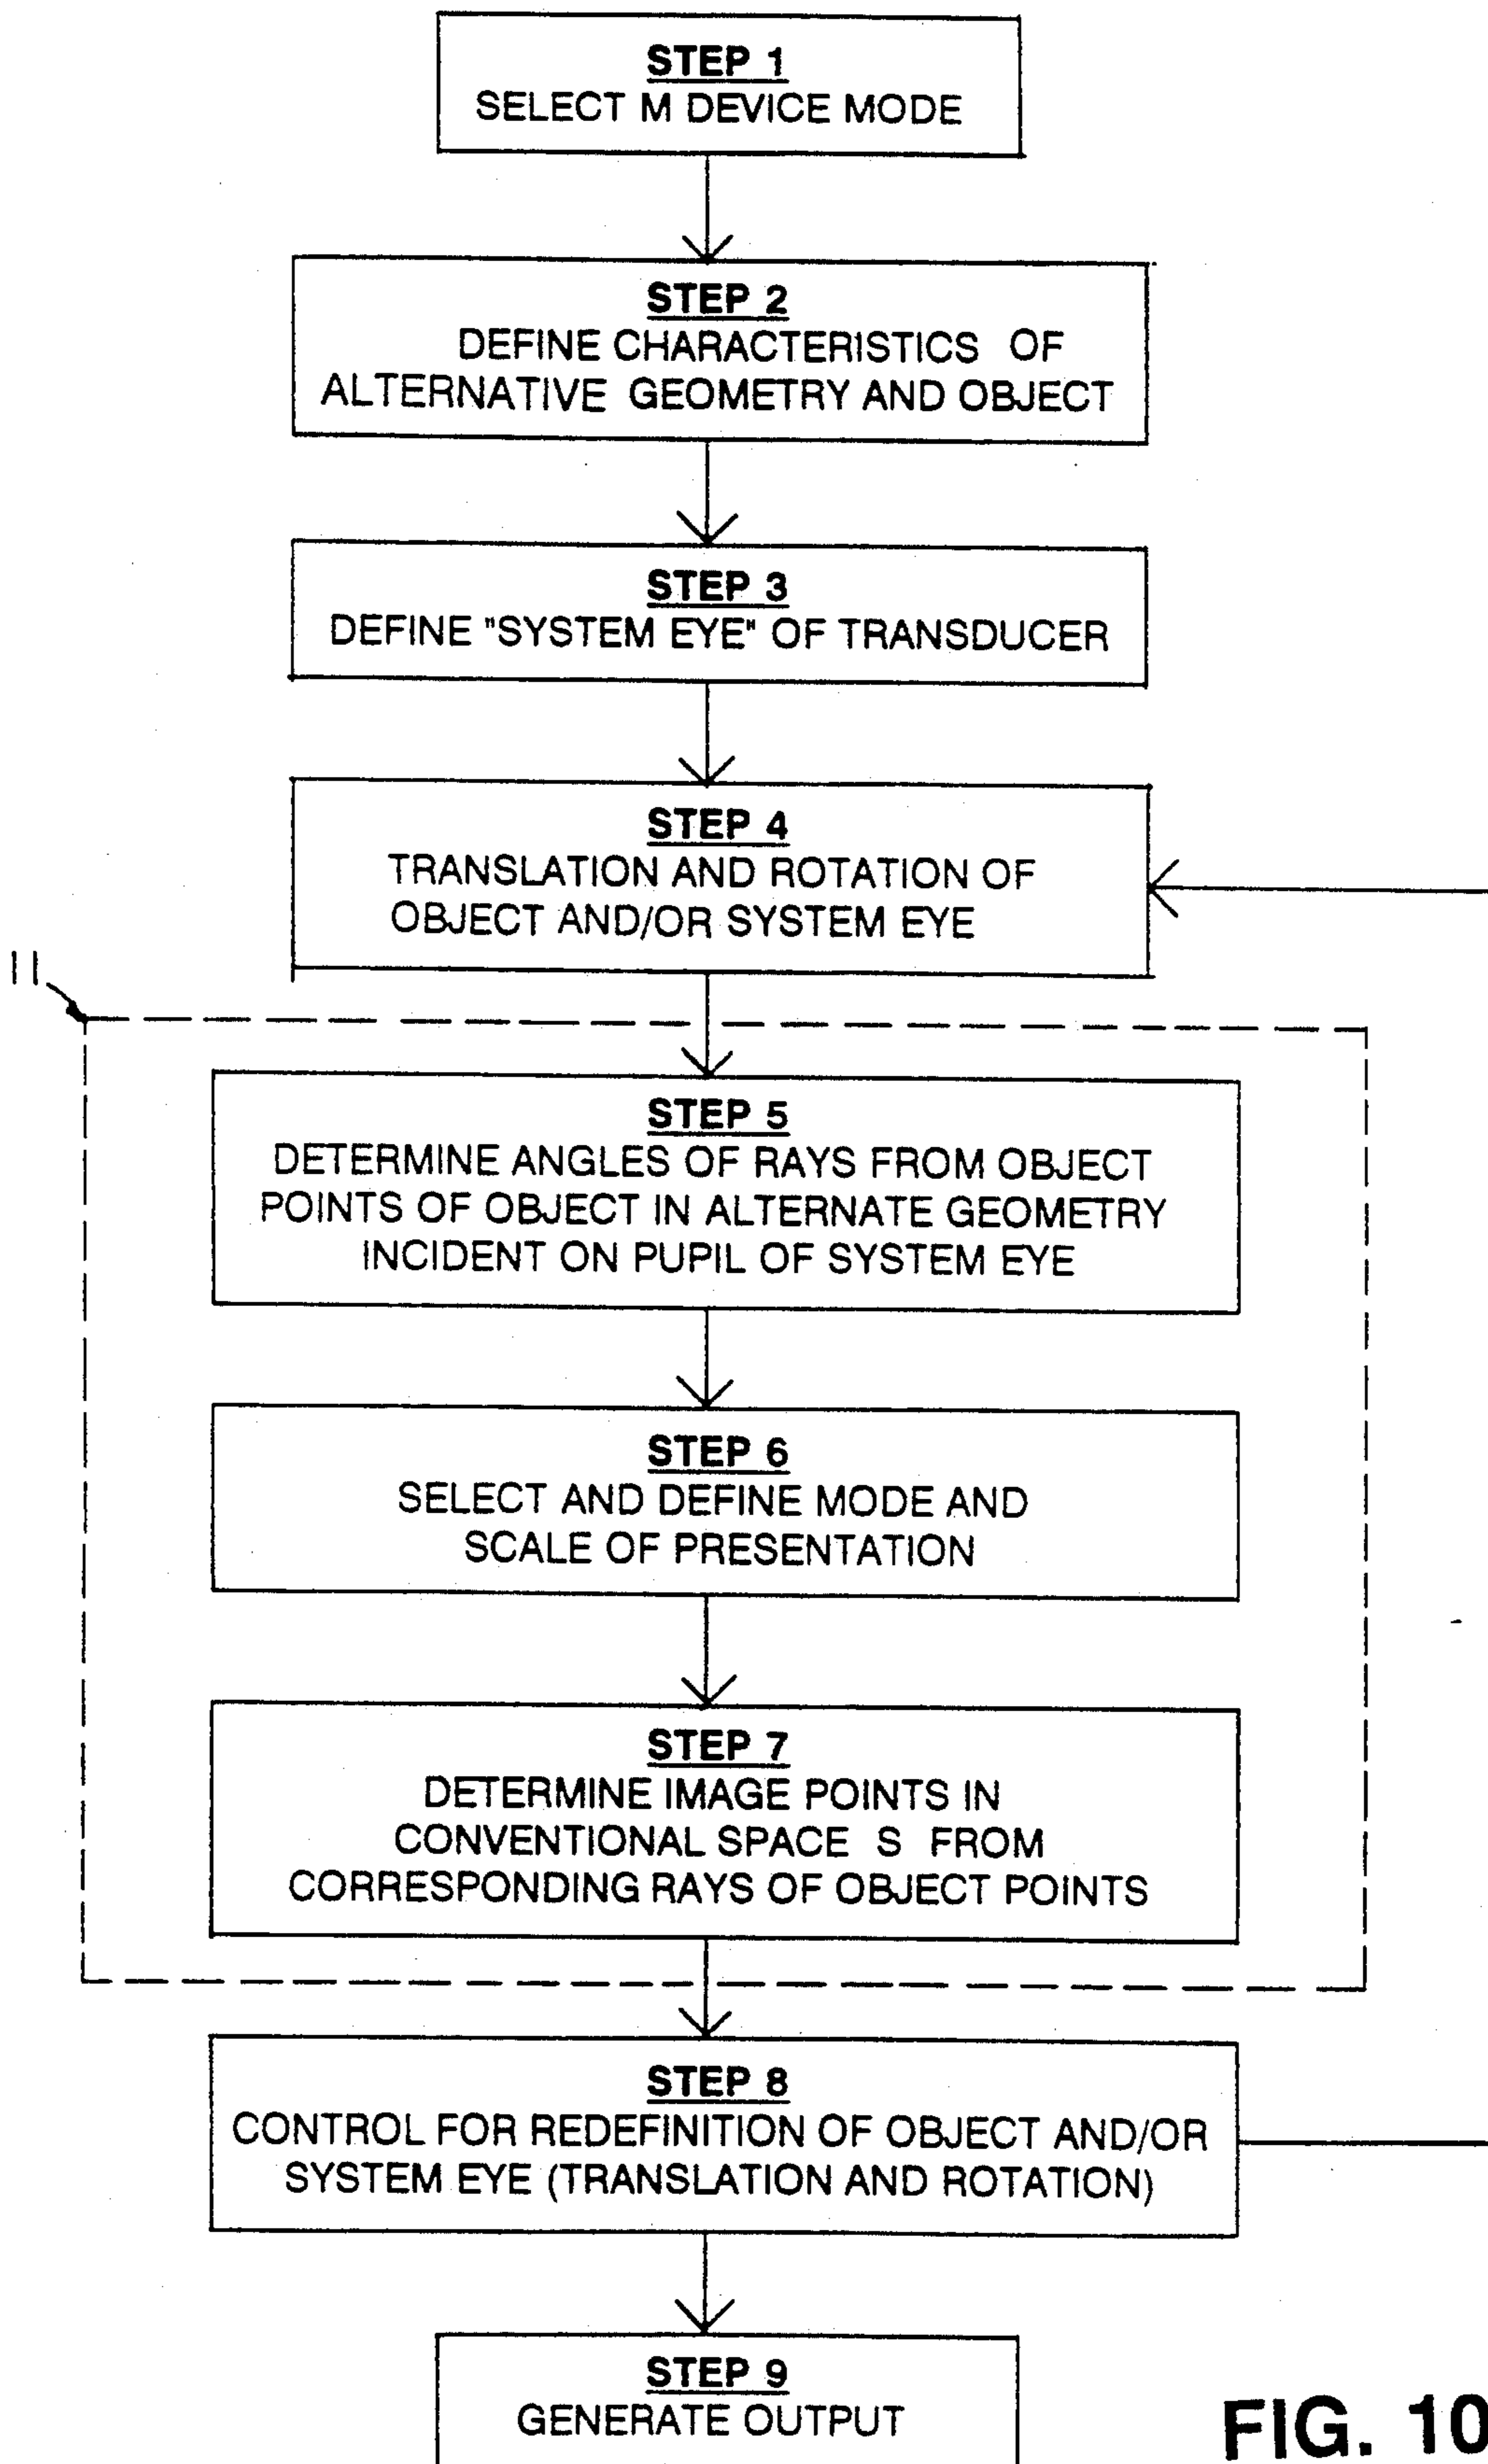 STEP 1
SELECT M DEVICE MODE
STEP 2
DEFINE CHARACTERISTICS OF
ALTERNATIVE GEOMETRY AND OBJECT
STEP 3
DEFINE "SYSTEM EYE" OF TRANSDUCER
STEP 4
TRANSLATION AND ROTATION OF
OBJECT AND/OR SYSTEM EYE
11
STEP 5
DETERMINE ANGLES OF RAYS FROM OBJECT
POINTS OF OBJECT IN ALTERNATE GEOMETRY
INCIDENT ON PUPIL OF SYSTEM EYE
STEP 6
SELECT AND DEFINE MODE AND
SCALE OF PRESENTATION
STEP 7
DETERMINE IMAGE POINTS IN
CONVENTIONAL SPACE S FROM
CORRESPONDING RAYS OF OBJECT POINTS
STEP 8
CONTROL FOR REDEFINITION OF OBJECT AND/OR
SYSTEM EYE (TRANSLATION AND ROTATION)
STEP 9
GENERATE OUTPUT
FIG. 10